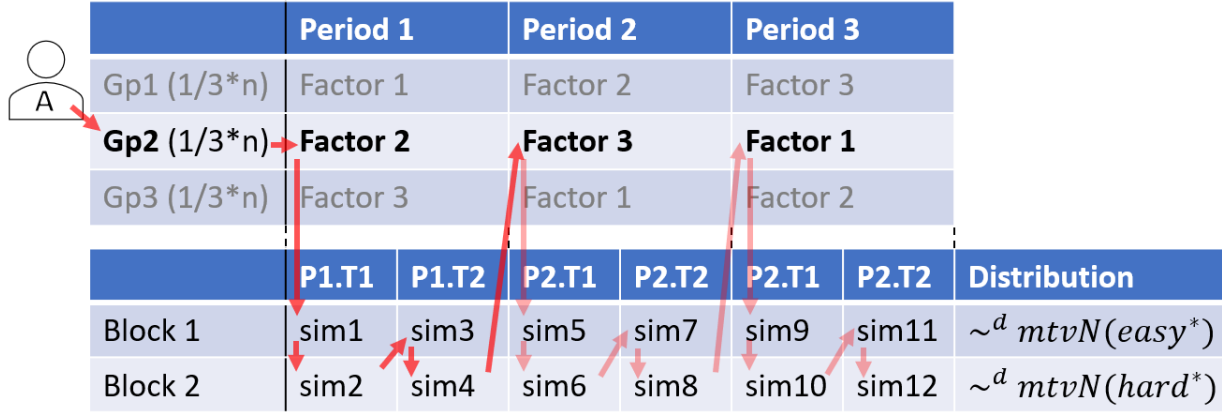 Period 1 Period 2 Period 3
Gp1 (1/3*n) Factor 1 Factor 2 Factor 3
A
Gp2 (1/3*n) Factor 2 Factor 3 Factor 1
Gp3 (1/3*n) Factor 3 Factor 1 Factor 2
P1.T1 P1.T2 P2.T1 P2.T2 P2.T1 P2.T2 Distribution
Block 1 sim1 sim3 sim5 sim7 sim9 sim11 ~ᵈ mtvN(easy*)
Block 2 sim2 sim4 sim6 sim8 sim10 sim12 ~ᵈ mtvN(hard*)